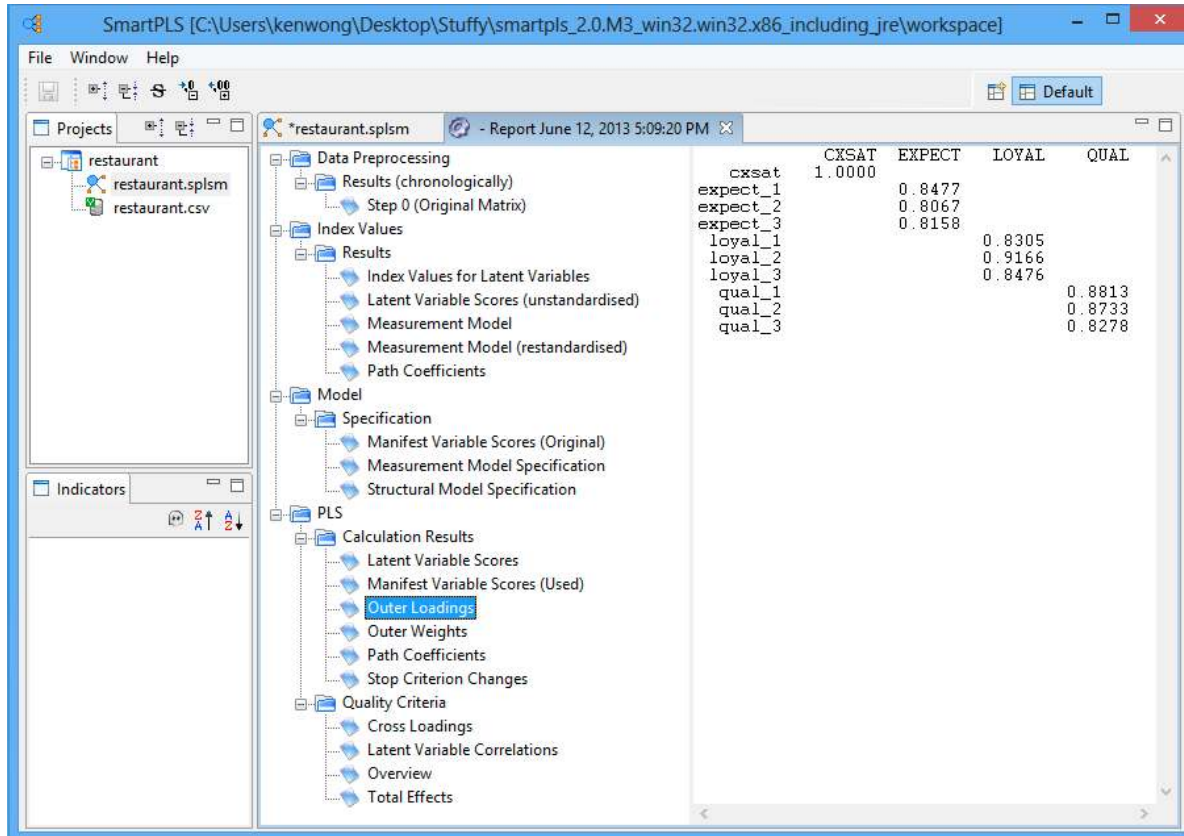 SmartPLS [C:\Users\kenwong\Desktop\Stuffy\smartpls_2.0.M3_win32.win32.x86_including_jre\workspace]
File Window Help
Default
Projects
restaurant
restaurant.splsm
restaurant.csv
Indicators
*restaurant.splsm - Report June 12, 2013 5:09:20 PM
Data Preprocessing
Results (chronologically)
Step 0 (Original Matrix)
Index Values
Results
Index Values for Latent Variables
Latent Variable Scores (unstandardised)
Measurement Model
Measurement Model (restandardised)
Path Coefficients
Model
Specification
Manifest Variable Scores (Original)
Measurement Model Specification
Structural Model Specification
PLS
Calculation Results
Latent Variable Scores
Manifest Variable Scores (Used)
Outer Loadings
Outer Weights
Path Coefficients
Stop Criterion Changes
Quality Criteria
Cross Loadings
Latent Variable Correlations
Overview
Total Effects
CXSAT EXPECT LOYAL QUAL
cxsat 1.0000
expect_1 0.8477
expect_2 0.8067
expect_3 0.8158
loyal_1 0.8305
loyal_2 0.9166
loyal_3 0.8476
qual_1 0.8813
qual_2 0.8733
qual_3 0.8278